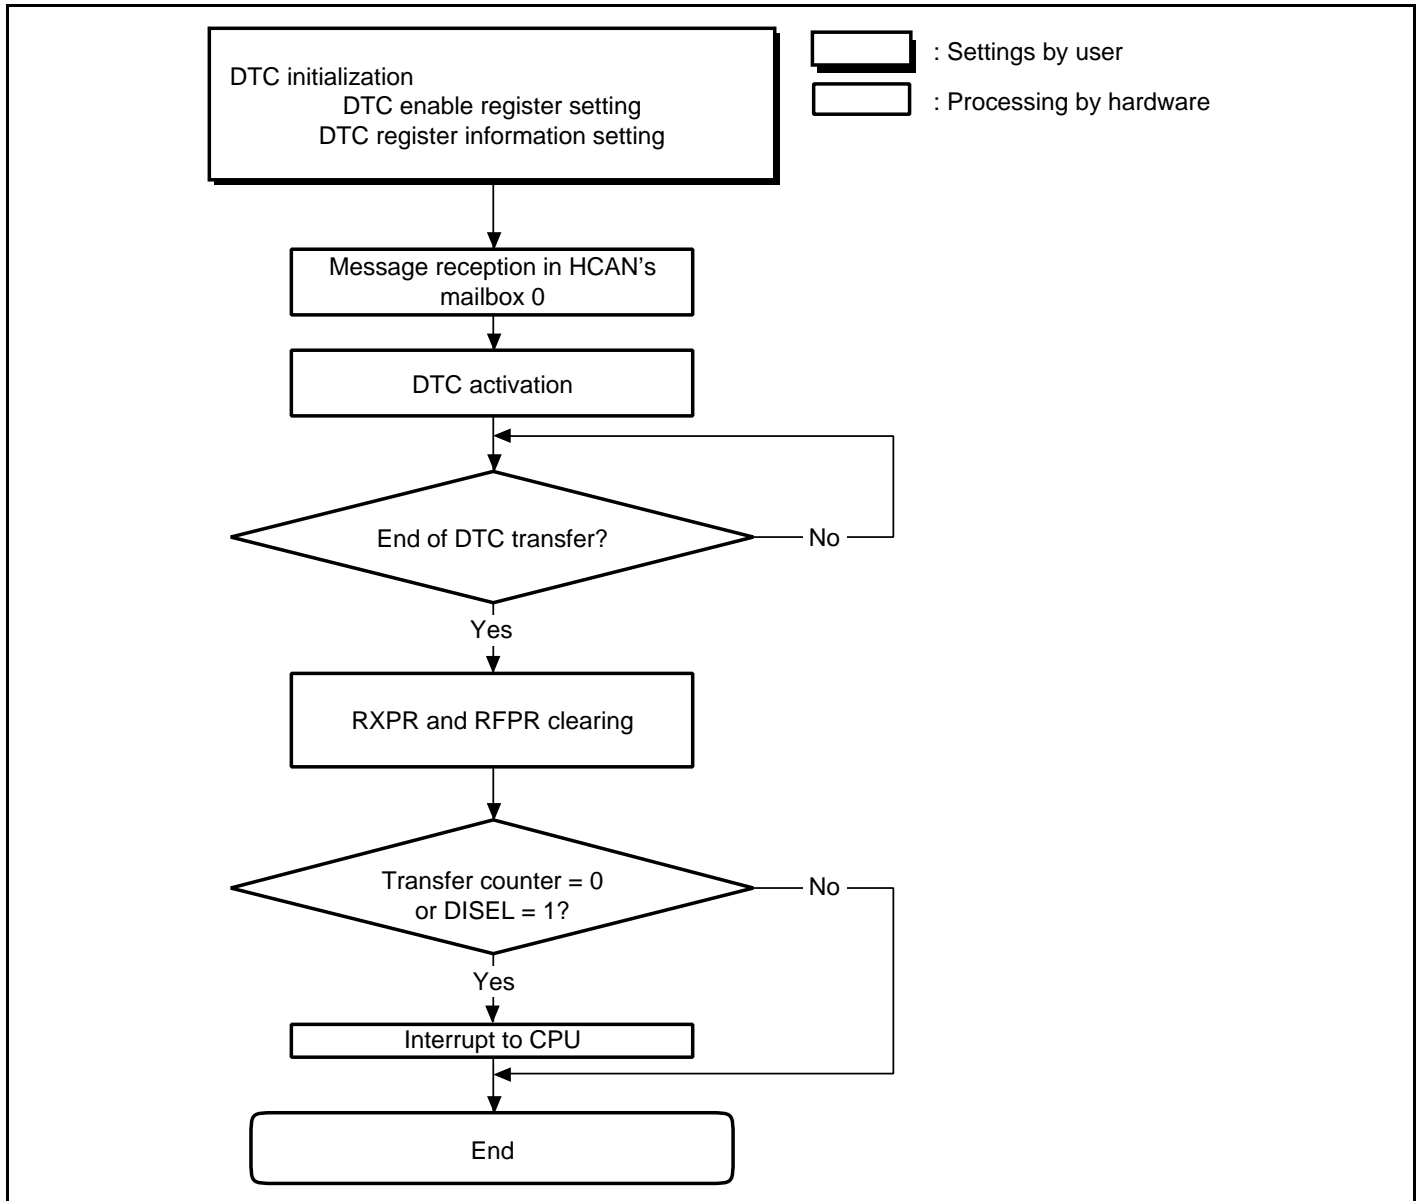 DTC initialization
DTC enable register setting
DTC register information setting
: Settings by user
: Processing by hardware
Message reception in HCAN's
mailbox 0
DTC activation
End of DTC transfer?
No
Yes
RXPR and RFPR clearing
Transfer counter = 0
or DISEL = 1?
No
Yes
Interrupt to CPU
End